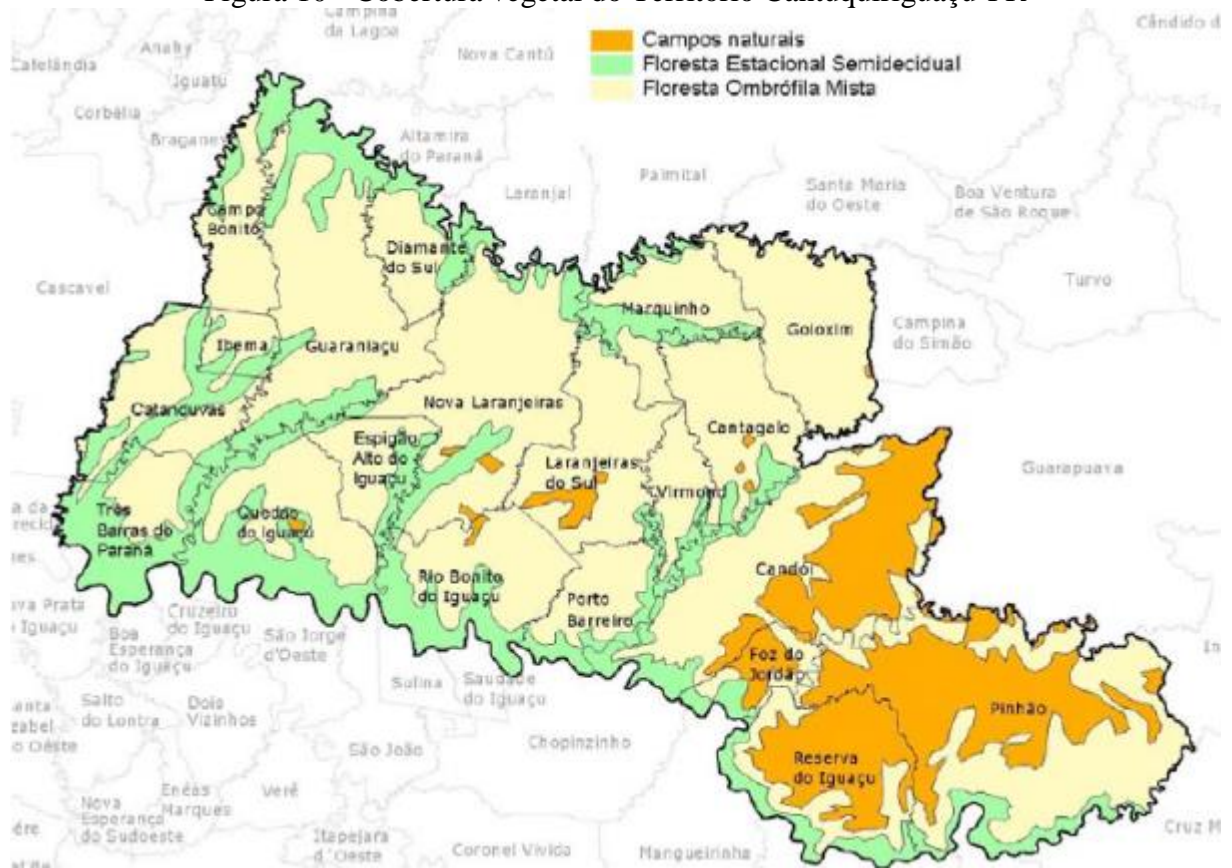 Campina
da Lagoa
Anahy
Nova Cantú
Iguatu
Corbélia
Altamira
do Paraná
Laranjal
Palmital
Santa Maria
do Oeste
Boa Ventura
de São Roque
Turvo
Cascavel
Campina
do Simão
Guarapuava
Campos naturais
Floresta Estacional Semidecidual
Floresta Ombrófila Mista
Campo
Bonito
Diamante
do Sul
Marquinho
Goioxim
Ibema
Guaraniaçu
Catanduvas
Nova Laranjeiras
Cantagalo
Espigão
Alto do
Iguaçu
Laranjeiras
do Sul
Virmond
Três
Barras do
Paraná
Quedas
do Iguaçu
Candói
Rio Bonito
do Iguaçu
Porto
Barreiro
Foz do
Jordão
Pinhão
Reserva
do Iguaçu
Cruzeiro
do Iguaçu
Boa
Esperança
do Iguaçu
São Jorge
d'Oeste
Sulina
Saudade
do Iguaçu
Salto
do Lontra
Dois
Vizinhos
São João
Chopinzinho
Nova
Esperança
do Sudoeste
Enéas
Marques
Verê
Itapejara
d'Oeste
Coronel Vivida
Mangueirinha